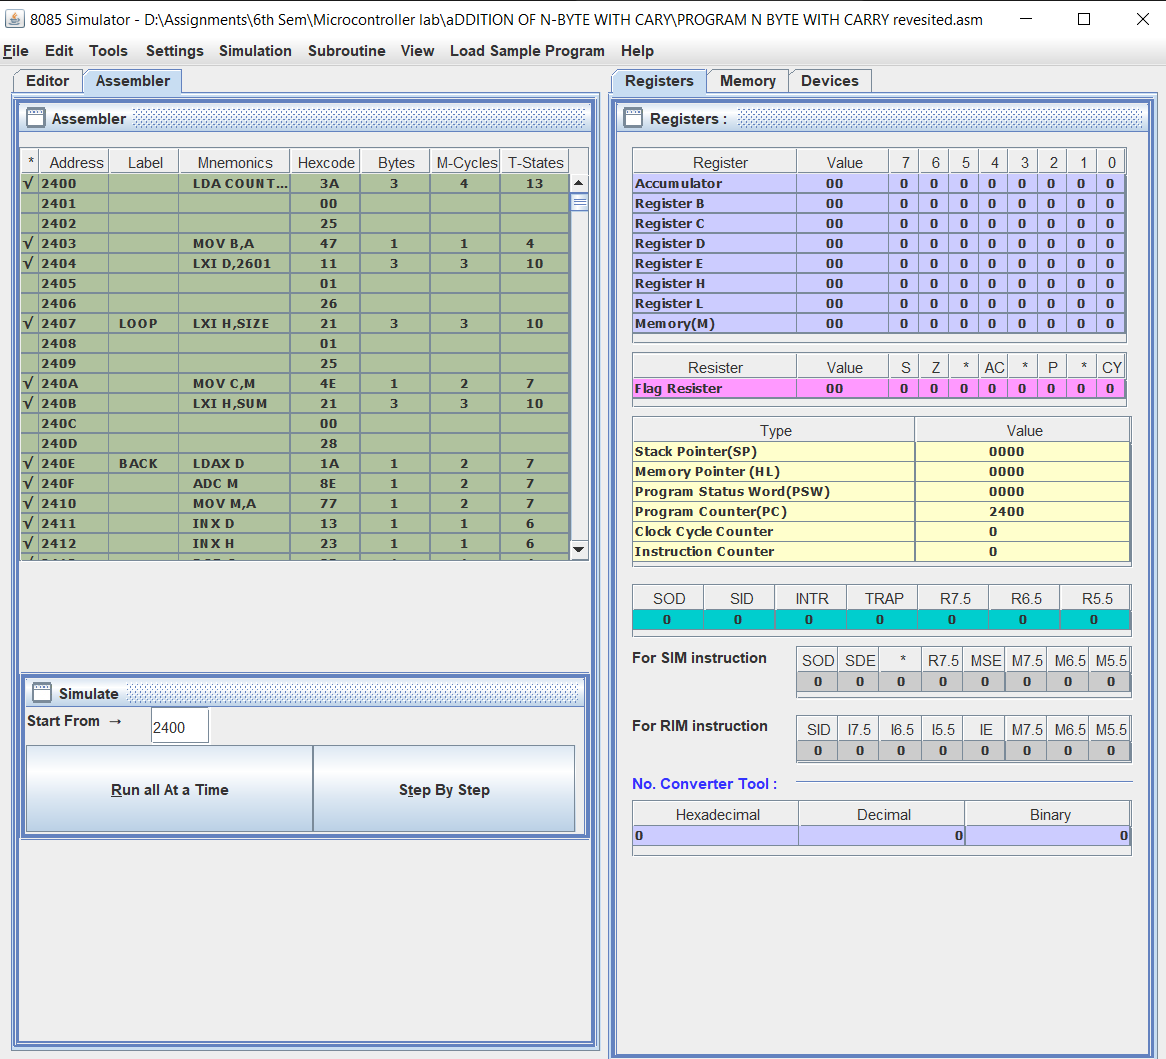 8085 Simulator - D:\Assignments\6th Sem\Microcontroller lab\aDDITION OF N-BYTE WITH CARY\PROGRAM N BYTE WITH CARRY revesited.asm
File Edit Tools Settings Simulation Subroutine View Load Sample Program Help
Editor Assembler
Assembler
* Address Label Mnemonics Hexcode Bytes M-Cycles T-States
√ 2400 LDA COUNT... 3A 3 4 13
2401 00
2402 25
√ 2403 MOV B,A 47 1 1 4
√ 2404 LXI D,2601 11 3 3 10
2405 01
2406 26
√ 2407 LOOP LXI H,SIZE 21 3 3 10
2408 01
2409 25
√ 240A MOV C,M 4E 1 2 7
√ 240B LXI H,SUM 21 3 3 10
240C 00
240D 28
√ 240E BACK LDAX D 1A 1 2 7
√ 240F ADC M 8E 1 2 7
√ 2410 MOV M,A 77 1 2 7
√ 2411 INX D 13 1 1 6
√ 2412 INX H 23 1 1 6
Simulate
Start From → 2400
Run all At a Time Step By Step
Registers Memory Devices
Registers :
Register Value 7 6 5 4 3 2 1 0
Accumulator 00 0 0 0 0 0 0 0 0
Register B 00 0 0 0 0 0 0 0 0
Register C 00 0 0 0 0 0 0 0 0
Register D 00 0 0 0 0 0 0 0 0
Register E 00 0 0 0 0 0 0 0 0
Register H 00 0 0 0 0 0 0 0 0
Register L 00 0 0 0 0 0 0 0 0
Memory(M) 00 0 0 0 0 0 0 0 0
Resister Value S Z * AC * P * CY
Flag Resister 00 0 0 0 0 0 0 0 0
Type Value
Stack Pointer(SP) 0000
Memory Pointer (HL) 0000
Program Status Word(PSW) 0000
Program Counter(PC) 2400
Clock Cycle Counter 0
Instruction Counter 0
SOD SID INTR TRAP R7.5 R6.5 R5.5
0 0 0 0 0 0 0
For SIM instruction SOD SDE * R7.5 MSE M7.5 M6.5 M5.5
0 0 0 0 0 0 0 0
For RIM instruction SID I7.5 I6.5 I5.5 IE M7.5 M6.5 M5.5
0 0 0 0 0 0 0 0
No. Converter Tool :
Hexadecimal Decimal Binary
0 0 0